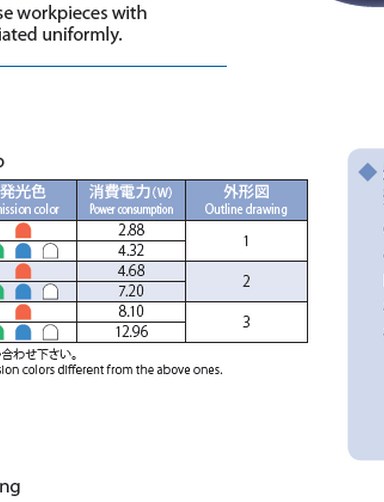 se workpieces with
iated uniformly.
発光色 消費電力(W) 外形図
ission color Power consumption Outline drawing
2.88
4.32
1
4.68
7.20
2
8.10
12.96
3
合わせ下さい。
sion colors different from the above ones.
ng